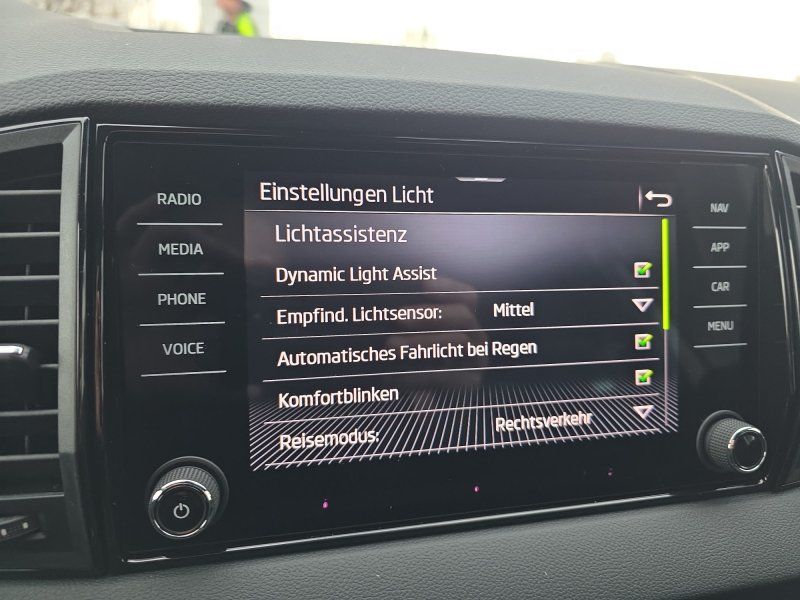 RADIO
MEDIA
PHONE
VOICE
Einstellungen Licht
Lichtassistenz
Dynamic Light Assist
Empfind. Lichtsensor: Mittel
Automatisches Fahrlicht bei Regen
Komfortblinken
Reisemodus: Rechtsverkehr
NAV
APP
CAR
MENU